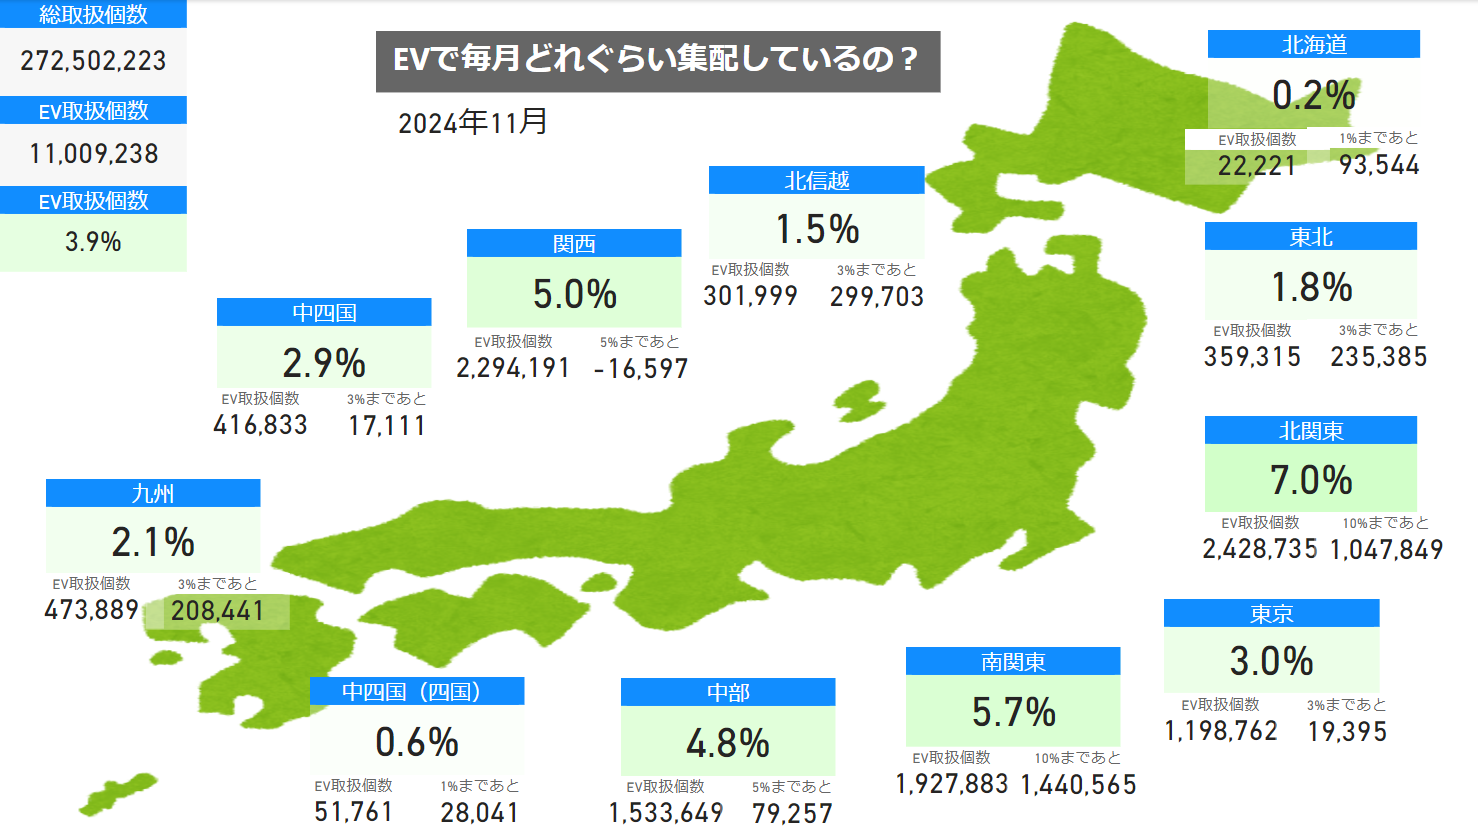 総取扱個数
272,502,223
EV取扱個数
11,009,238
EV取扱個数
3.9%
EVで毎月どれぐらい集配しているの？
2024年11月
北海道
0.2%
EV取扱個数 1%まであと
22,221 93,544
北信越
1.5%
EV取扱個数 3%まであと
301,999 299,703
東北
1.8%
EV取扱個数 3%まであと
359,315 235,385
関西
5.0%
EV取扱個数 5%まであと
2,294,191 -16,597
中四国
2.9%
EV取扱個数 3%まであと
416,833 17,111
北関東
7.0%
EV取扱個数 10%まであと
2,428,735 1,047,849
九州
2.1%
EV取扱個数 3%まであと
473,889 208,441
東京
3.0%
EV取扱個数 3%まであと
1,198,762 19,395
南関東
5.7%
EV取扱個数 10%まであと
1,927,883 1,440,565
中四国（四国）
0.6%
EV取扱個数 1%まであと
51,761 28,041
中部
4.8%
EV取扱個数 5%まであと
1,533,649 79,257